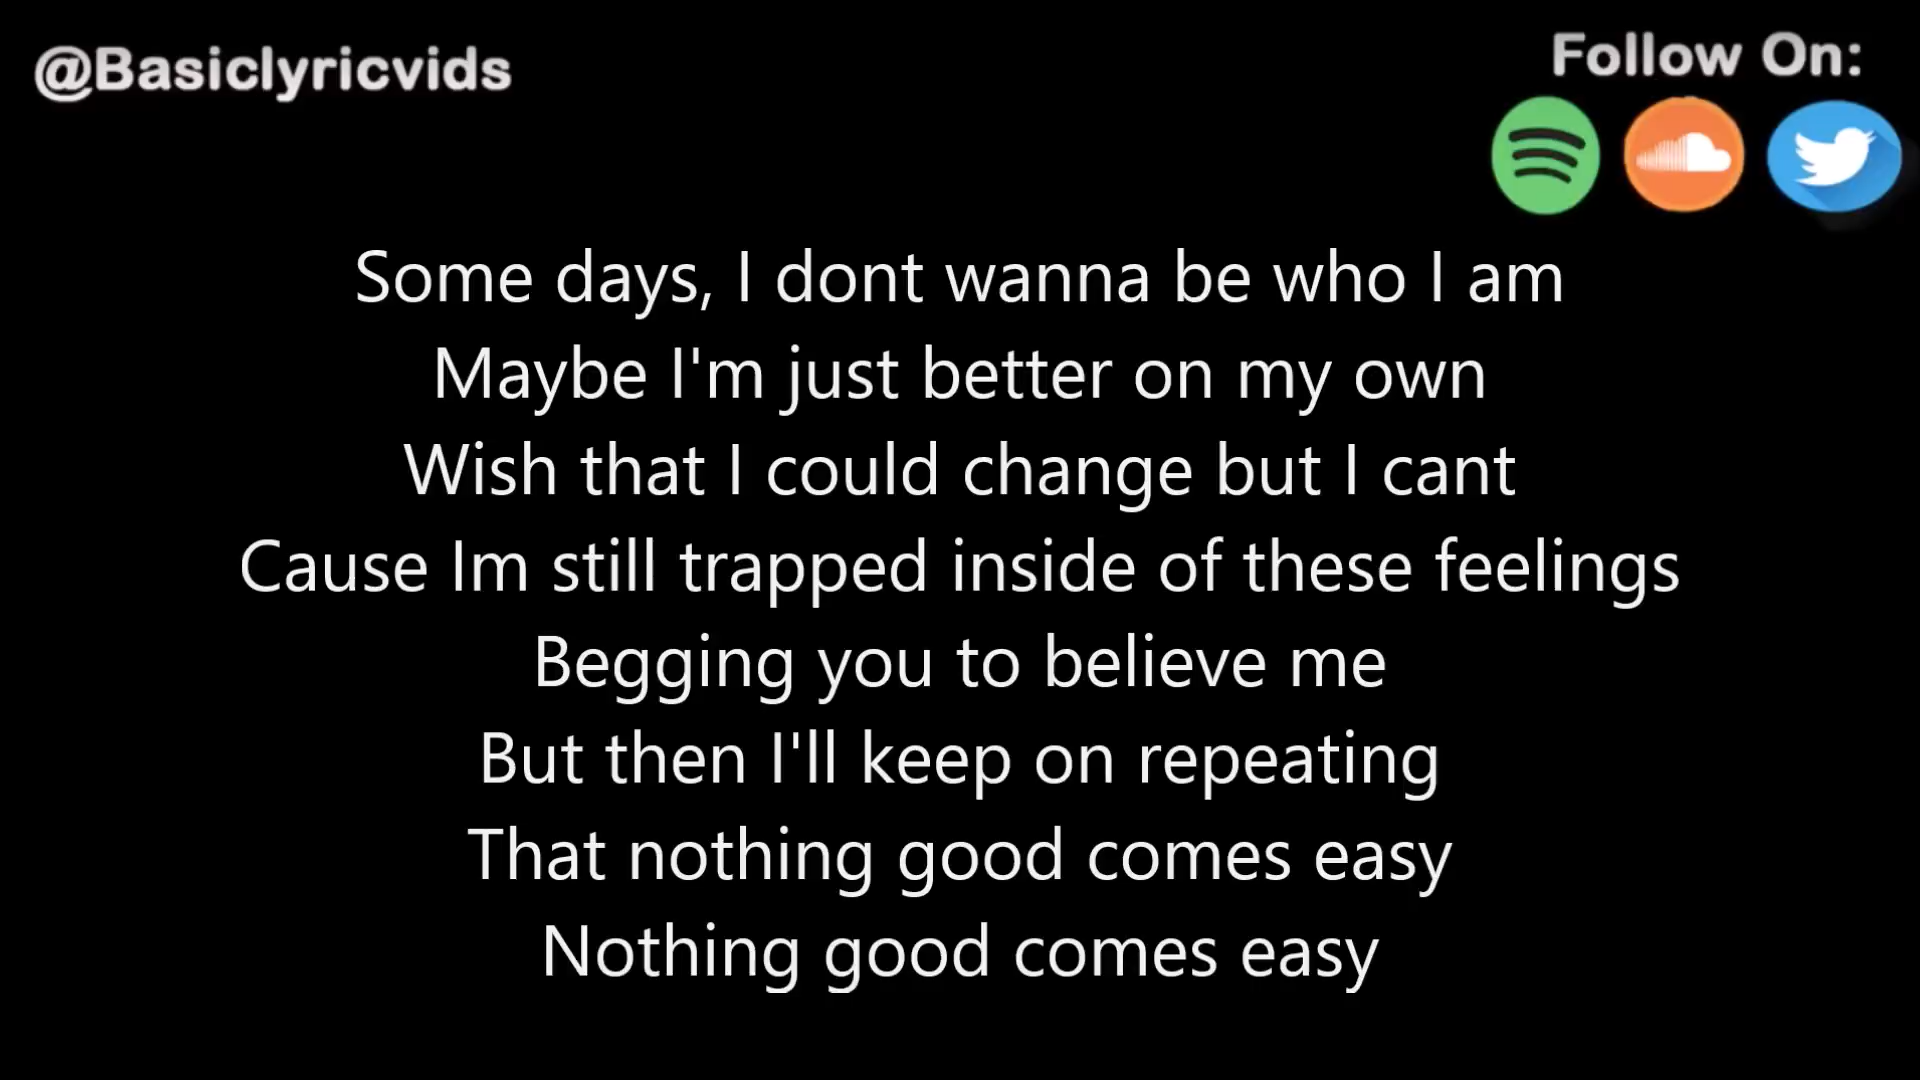 @Basiclyricvids
Follow On:
Some days, I dont wanna be who I am
Maybe I'm just better on my own
Wish that I could change but I cant
Cause Im still trapped inside of these feelings
Begging you to believe me
But then I'll keep on repeating
That nothing good comes easy
Nothing good comes easy